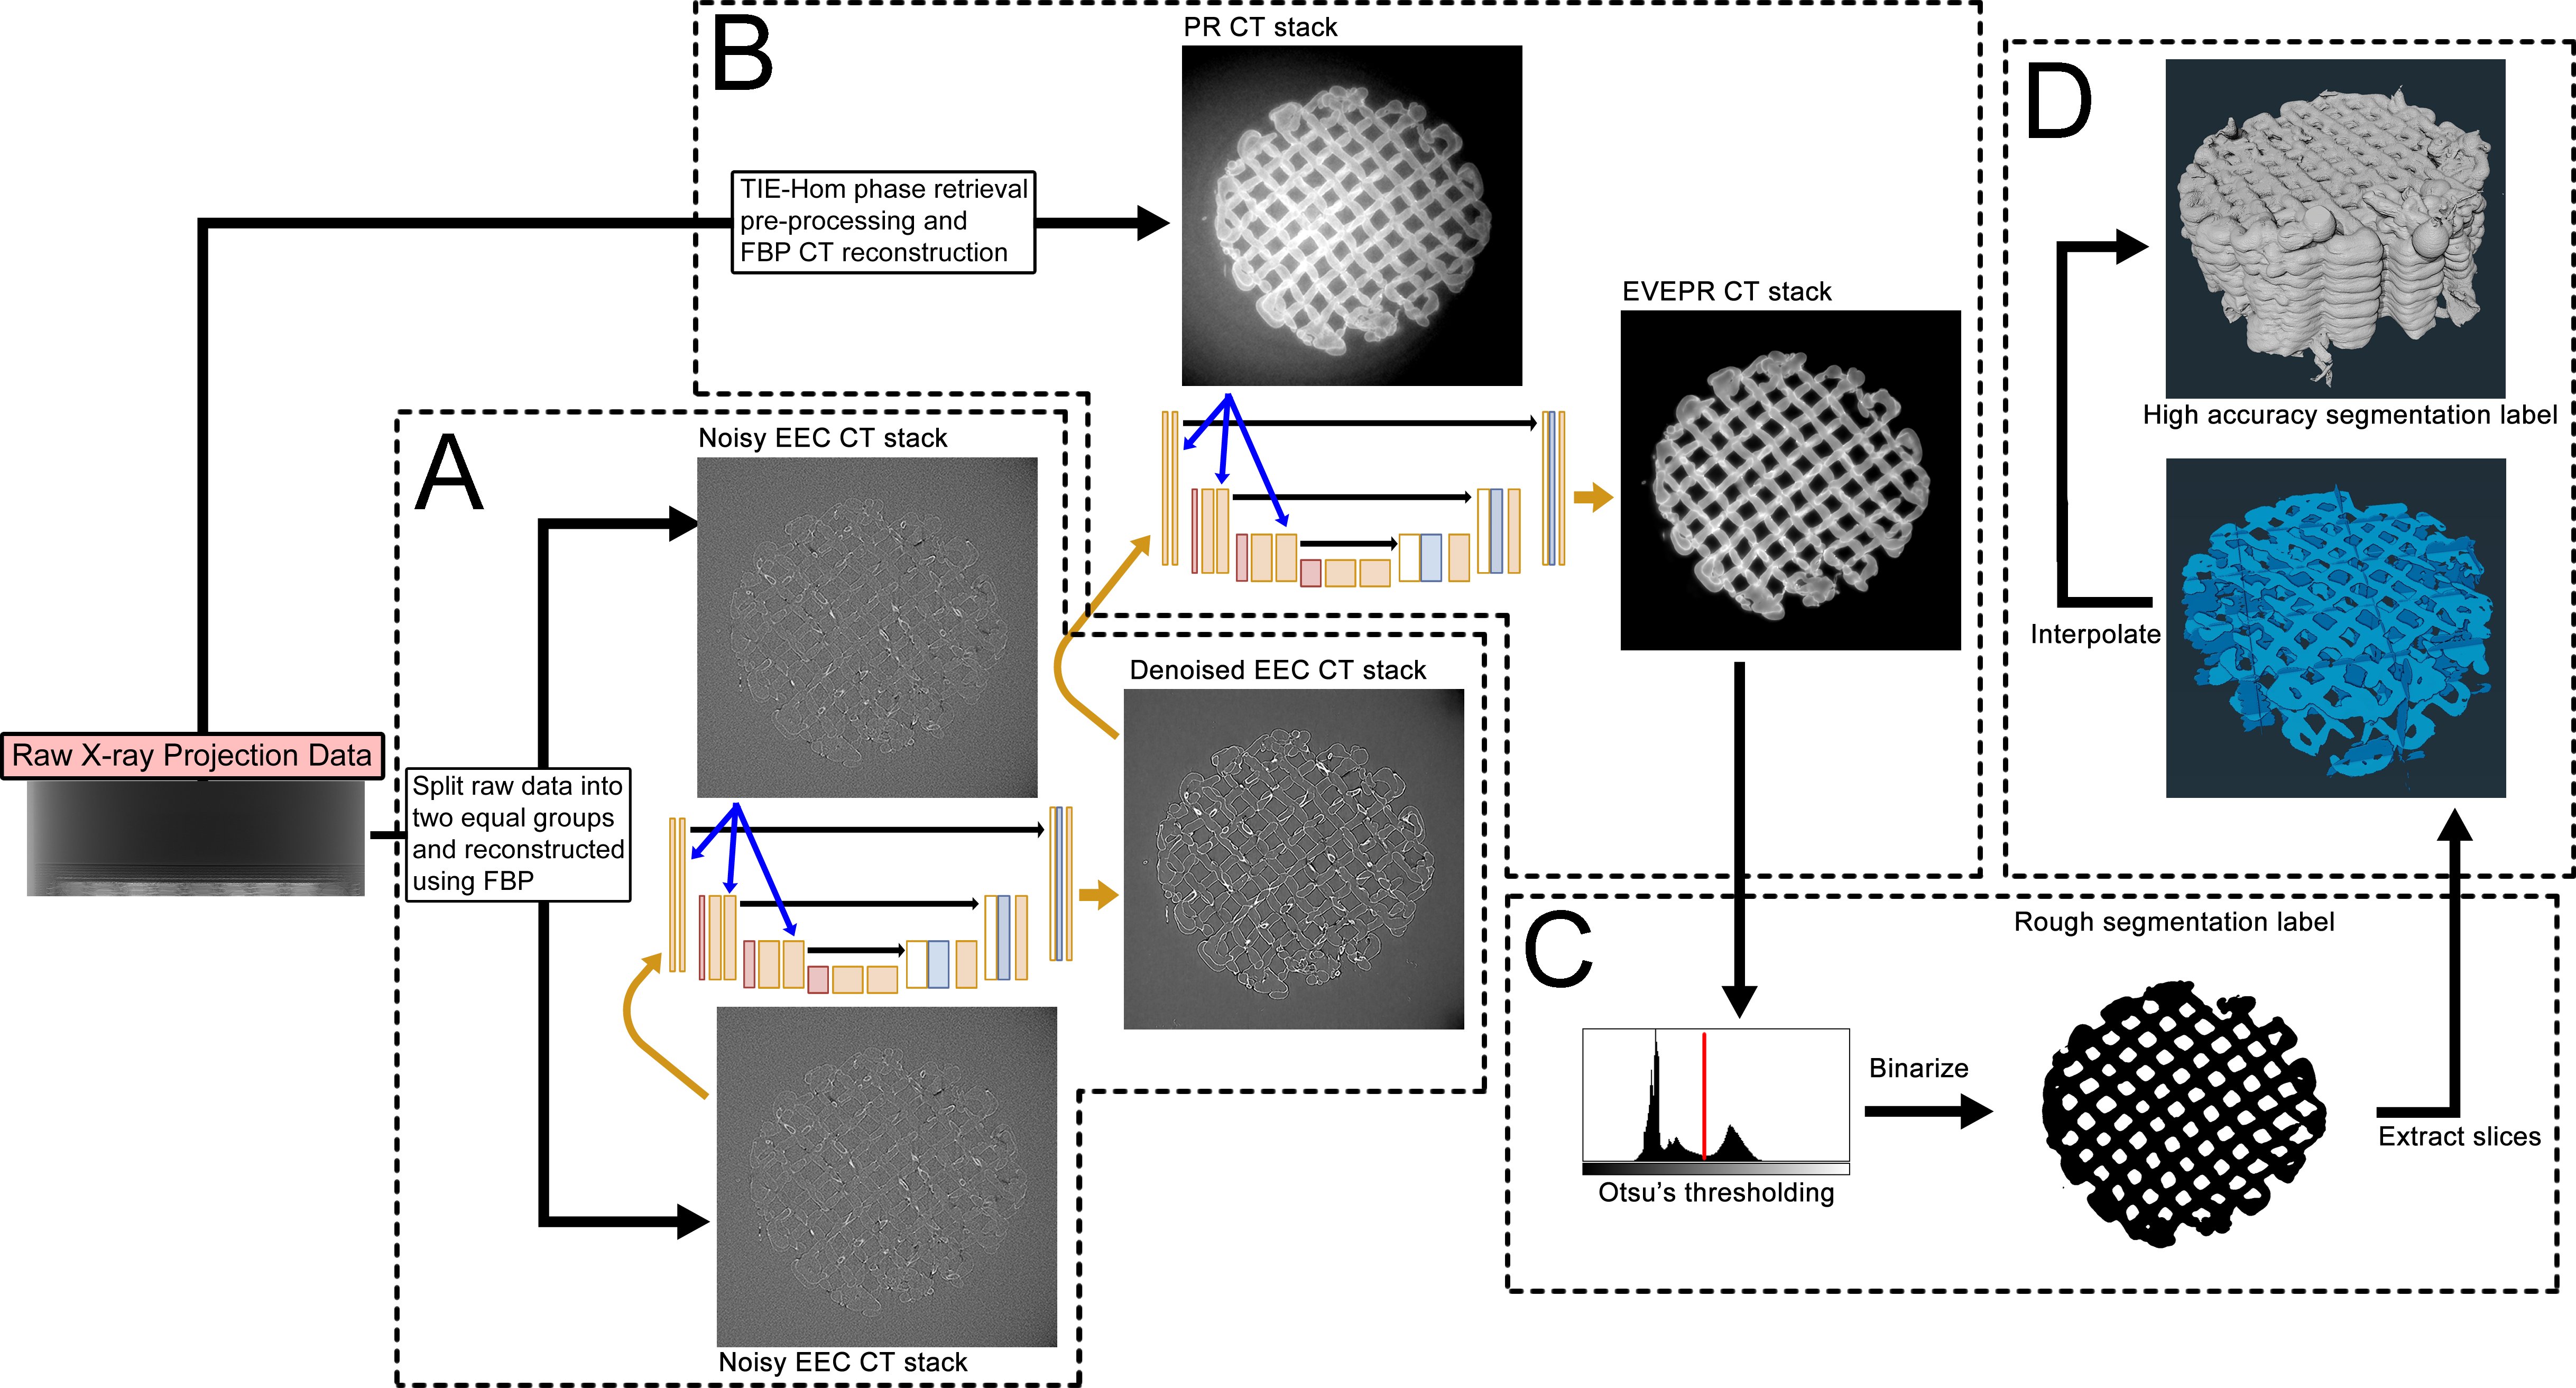 B
PR CT stack
TIE-Hom phase retrieval
pre-processing and
FBP CT reconstruction
EVEPR CT stack
D
High accuracy segmentation label
Interpolate
A
Noisy EEC CT stack
Denoised EEC CT stack
Raw X-ray Projection Data
Split raw data into
two equal groups
and reconstructed
using FBP
Noisy EEC CT stack
C
Rough segmentation label
Binarize
Otsu’s thresholding
Extract slices